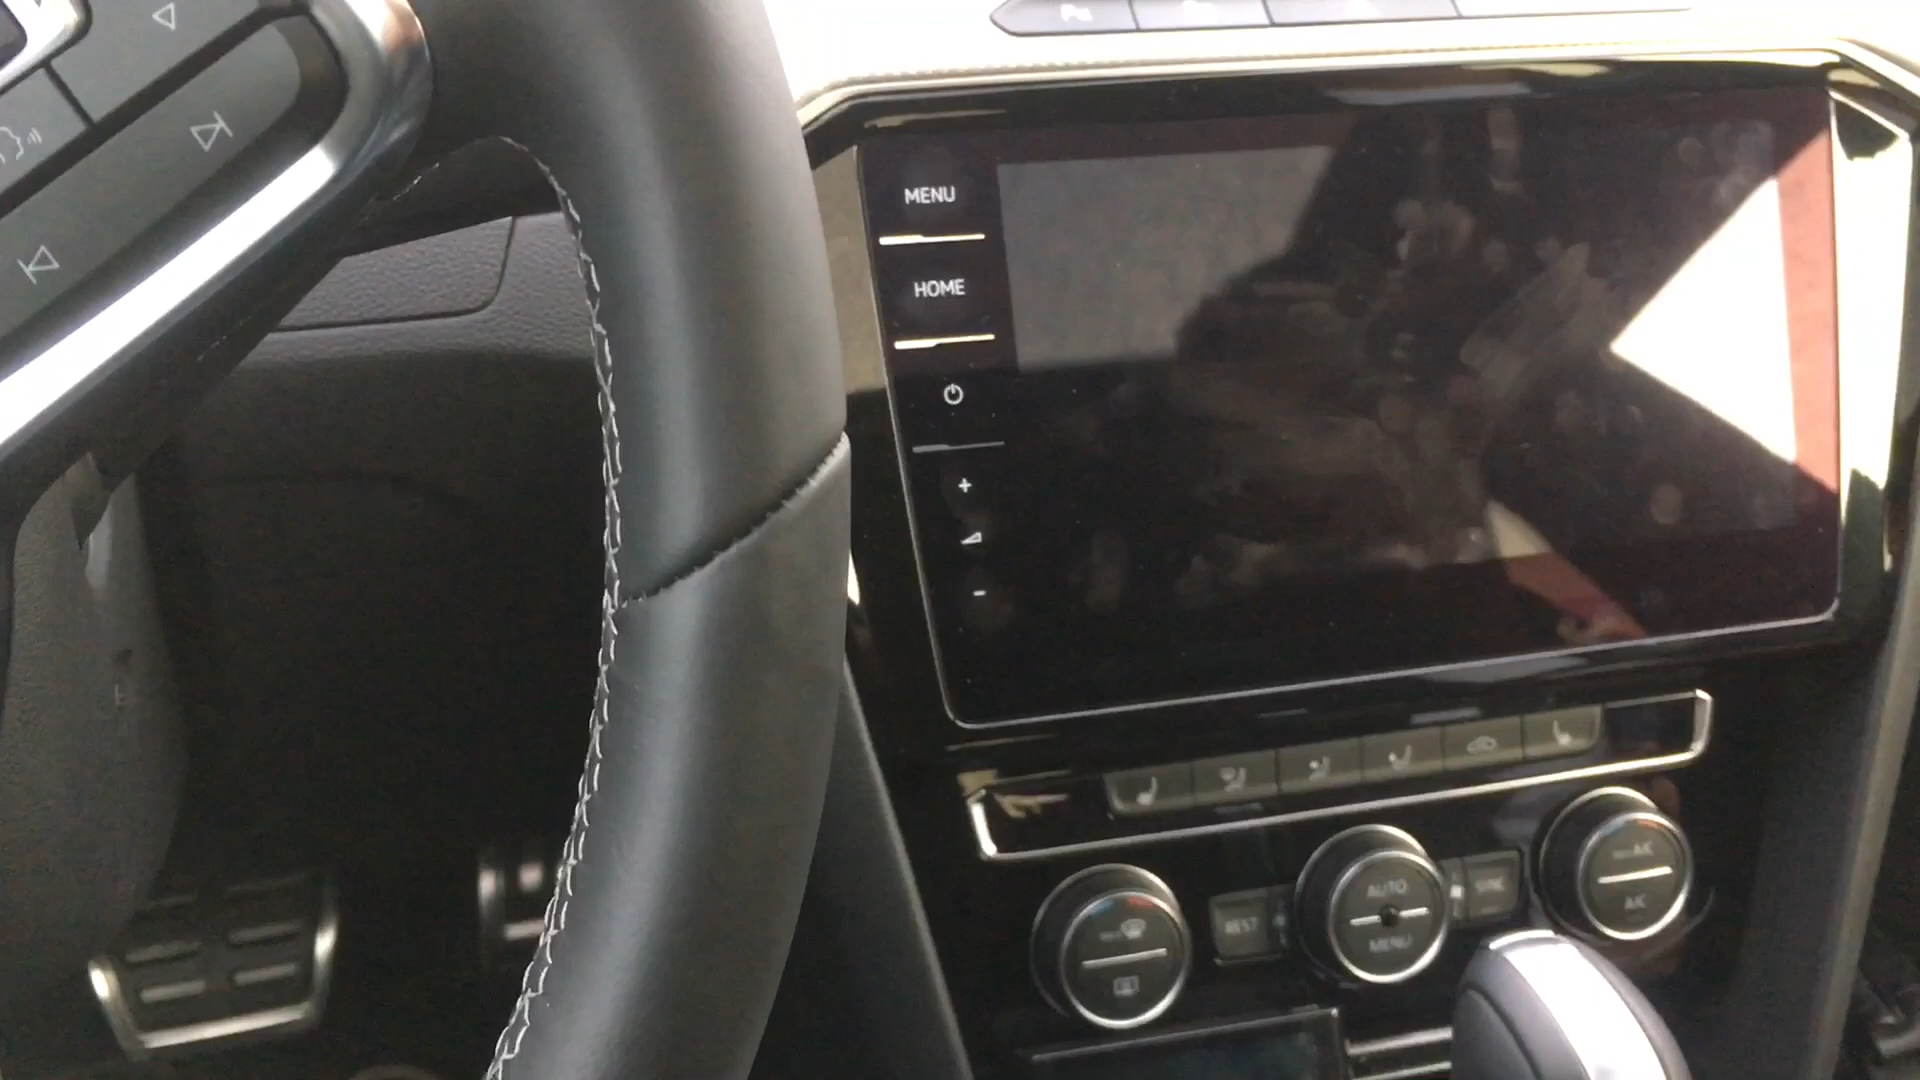 MENU
HOME
+
-
REST
AUTO
MENU
SYNC
A/C
A/C